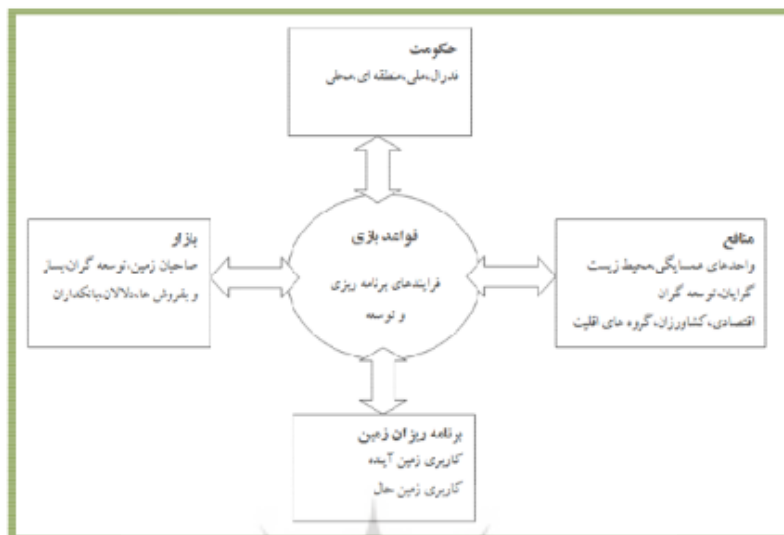 حکومت
فدرال،ملی،منطقه ای،محلی
بازار
صاحبان زمین،توسعه گران،بساز
و بفروش ها،دلالان،بانکداران
قواعد بازی
فرایندهای برنامه ریزی
و توسعه
منافع
واحدهای همسایگی،محیط زیست
گرایان،توسعه گران
اقتصادی،کشاورزان،گروه های اقلیت
برنامه ریزان زمین
کاربری زمین آینده
کاربری زمین حال